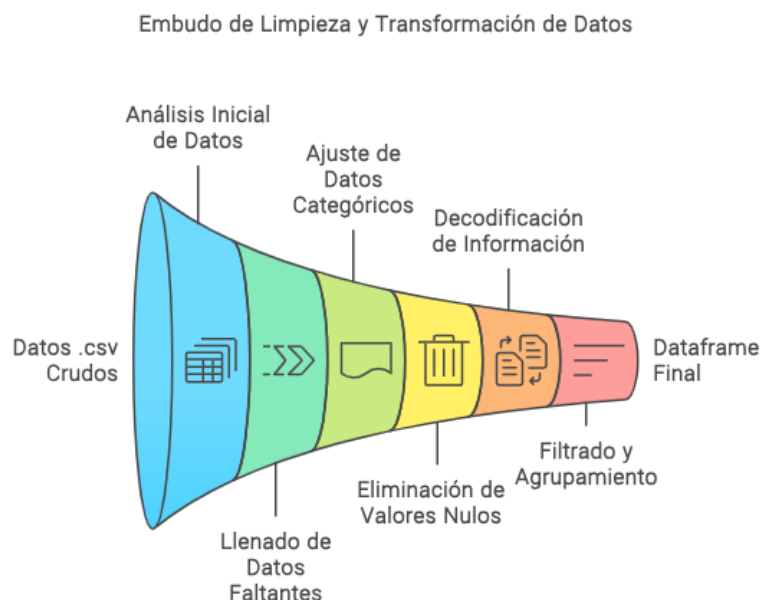 Embudo de Limpieza y Transformación de Datos
Análisis Inicial
de Datos
Ajuste de
Datos
Categóricos
Decodificación
de Información
Datos .csv
Crudos
Dataframe
Final
Filtrado y
Agrupamiento
Eliminación de
Valores Nulos
Llenado de
Datos
Faltantes